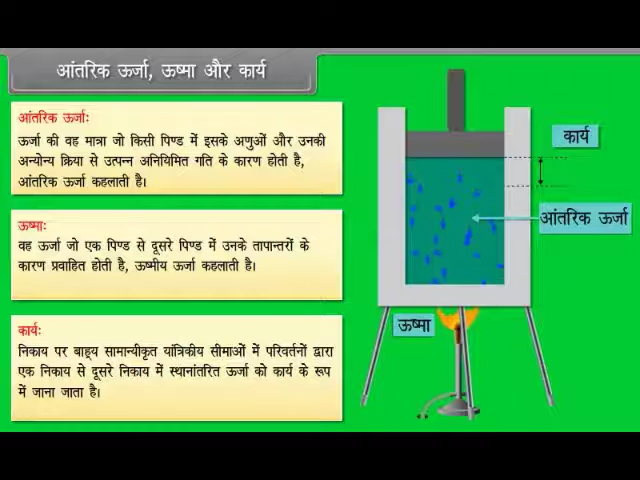 आंतरिक ऊर्जा, ऊष्मा और कार्य
आंतरिक ऊर्जाः
ऊर्जा की वह मात्रा जो किसी पिण्ड में इसके अणुओं और उनकी
अन्योन्य क्रिया से उत्पन्न अनियिमित गति के कारण होती है,
आंतरिक ऊर्जा कहलाती है।
ऊष्माः
वह ऊर्जा जो एक पिण्ड से दूसरे पिण्ड में उनके तापान्तरों के
कारण प्रवाहित होती है, ऊष्मीय ऊर्जा कहलाती है।
कार्यः
निकाय पर बाह्य सामान्यीकृत यांत्रिकीय सीमाओं में परिवर्तनों द्वारा
एक निकाय से दूसरे निकाय में स्थानांतरित ऊर्जा को कार्य के रूप
में जाना जाता है।
कार्य
आंतरिक ऊर्जा
ऊष्मा